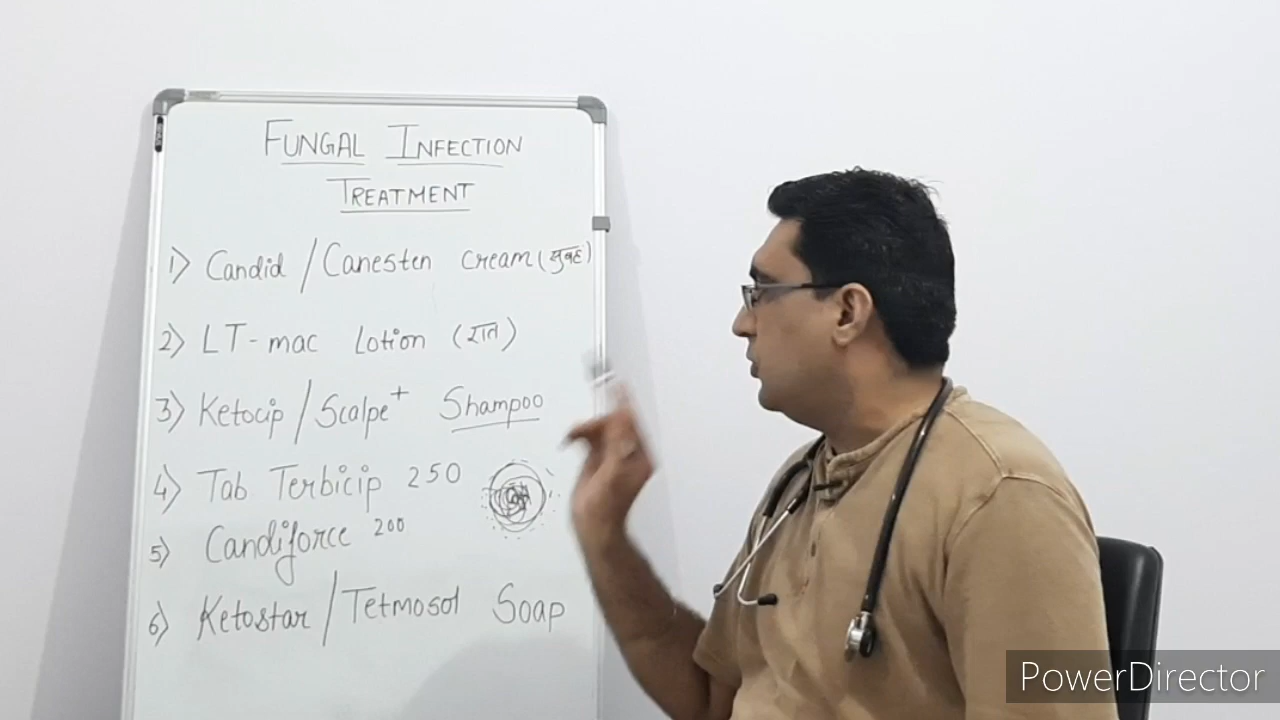 FUNGAL INFECTION
TREATMENT
1) Candid / Canesten cream (सुबह)
2) LT-mac Lotion (रात)
3) Ketocip / Scalpe+ Shampoo
4) Tab Terbicip 250
5) Candiforce 200
6) Ketostar / Tetmosol Soap
PowerDirector